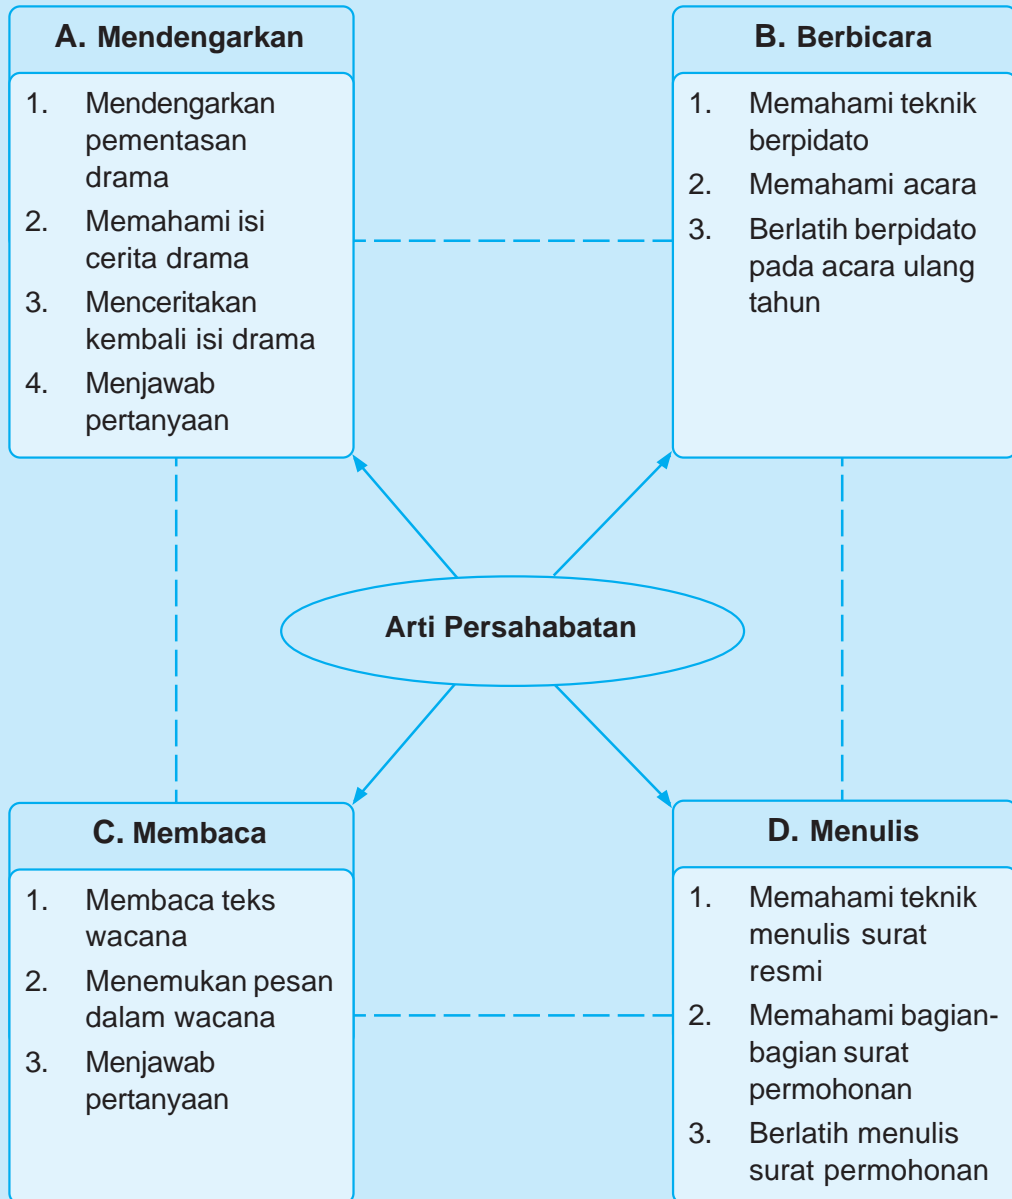 A. Mendengarkan
1. Mendengarkan
pementasan
drama
2. Memahami isi
cerita drama
3. Menceritakan
kembali isi drama
4. Menjawab
pertanyaan
B. Berbicara
1. Memahami teknik
berpidato
2. Memahami acara
3. Berlatih berpidato
pada acara ulang
tahun
Arti Persahabatan
C. Membaca
1. Membaca teks
wacana
2. Menemukan pesan
dalam wacana
3. Menjawab
pertanyaan
D. Menulis
1. Memahami teknik
menulis surat
resmi
2. Memahami bagian-
bagian surat
permohonan
3. Berlatih menulis
surat permohonan